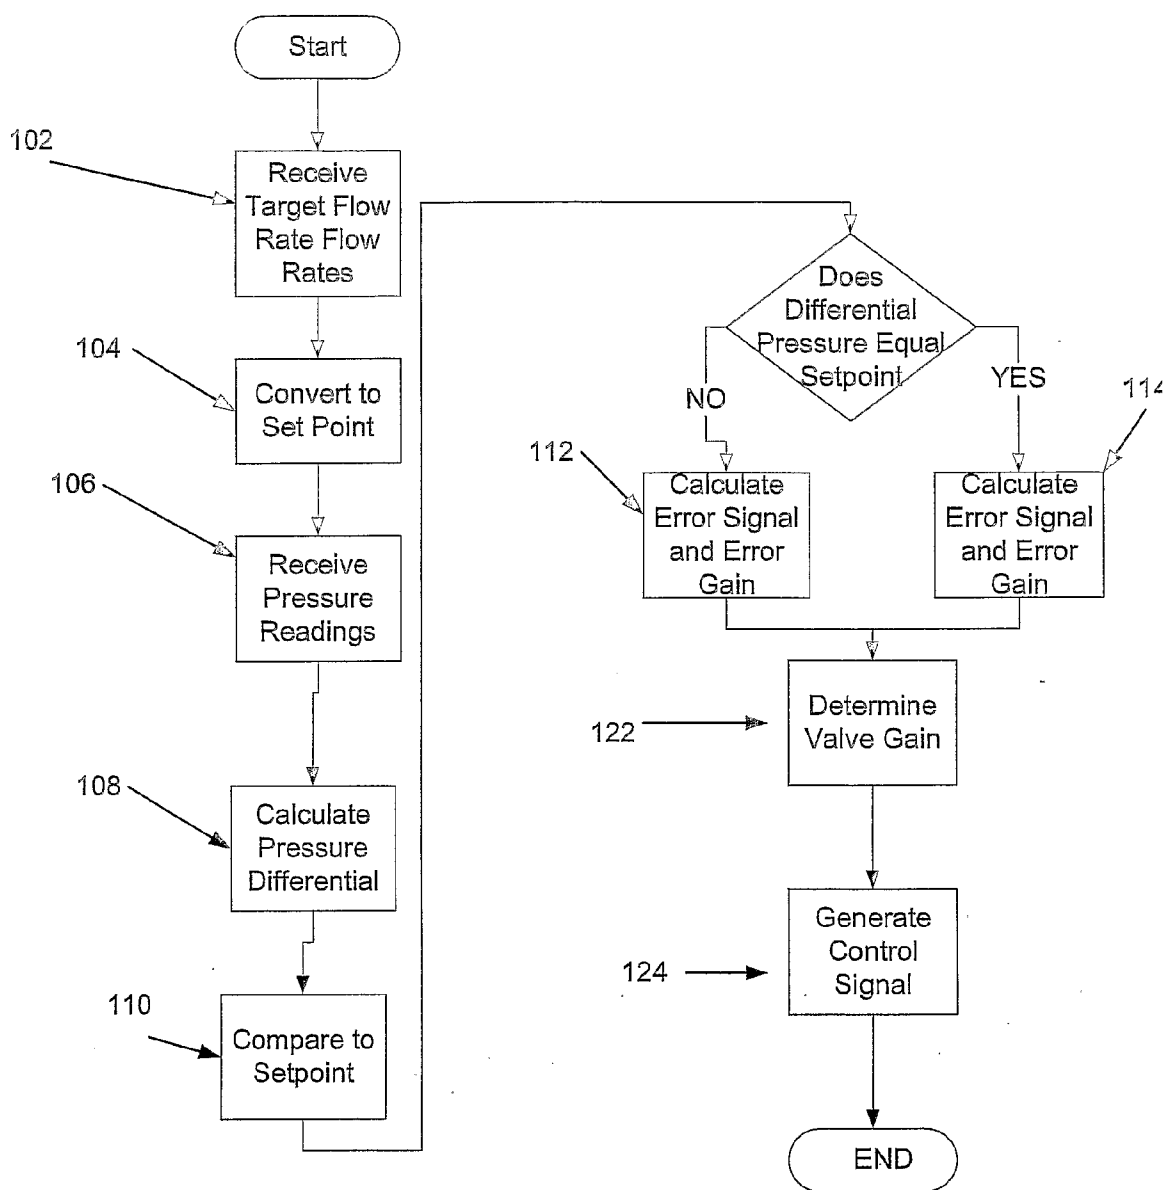 Start
102
Receive
Target Flow
Rate Flow
Rates
104
Convert to
Set Point
106
Receive
Pressure
Readings
108
Calculate
Pressure
Differential
110
Compare to
Setpoint
Does
Differential
Pressure Equal
Setpoint
NO
YES
112
Calculate
Error Signal
and Error
Gain
114
Calculate
Error Signal
and Error
Gain
122
Determine
Valve Gain
124
Generate
Control
Signal
END